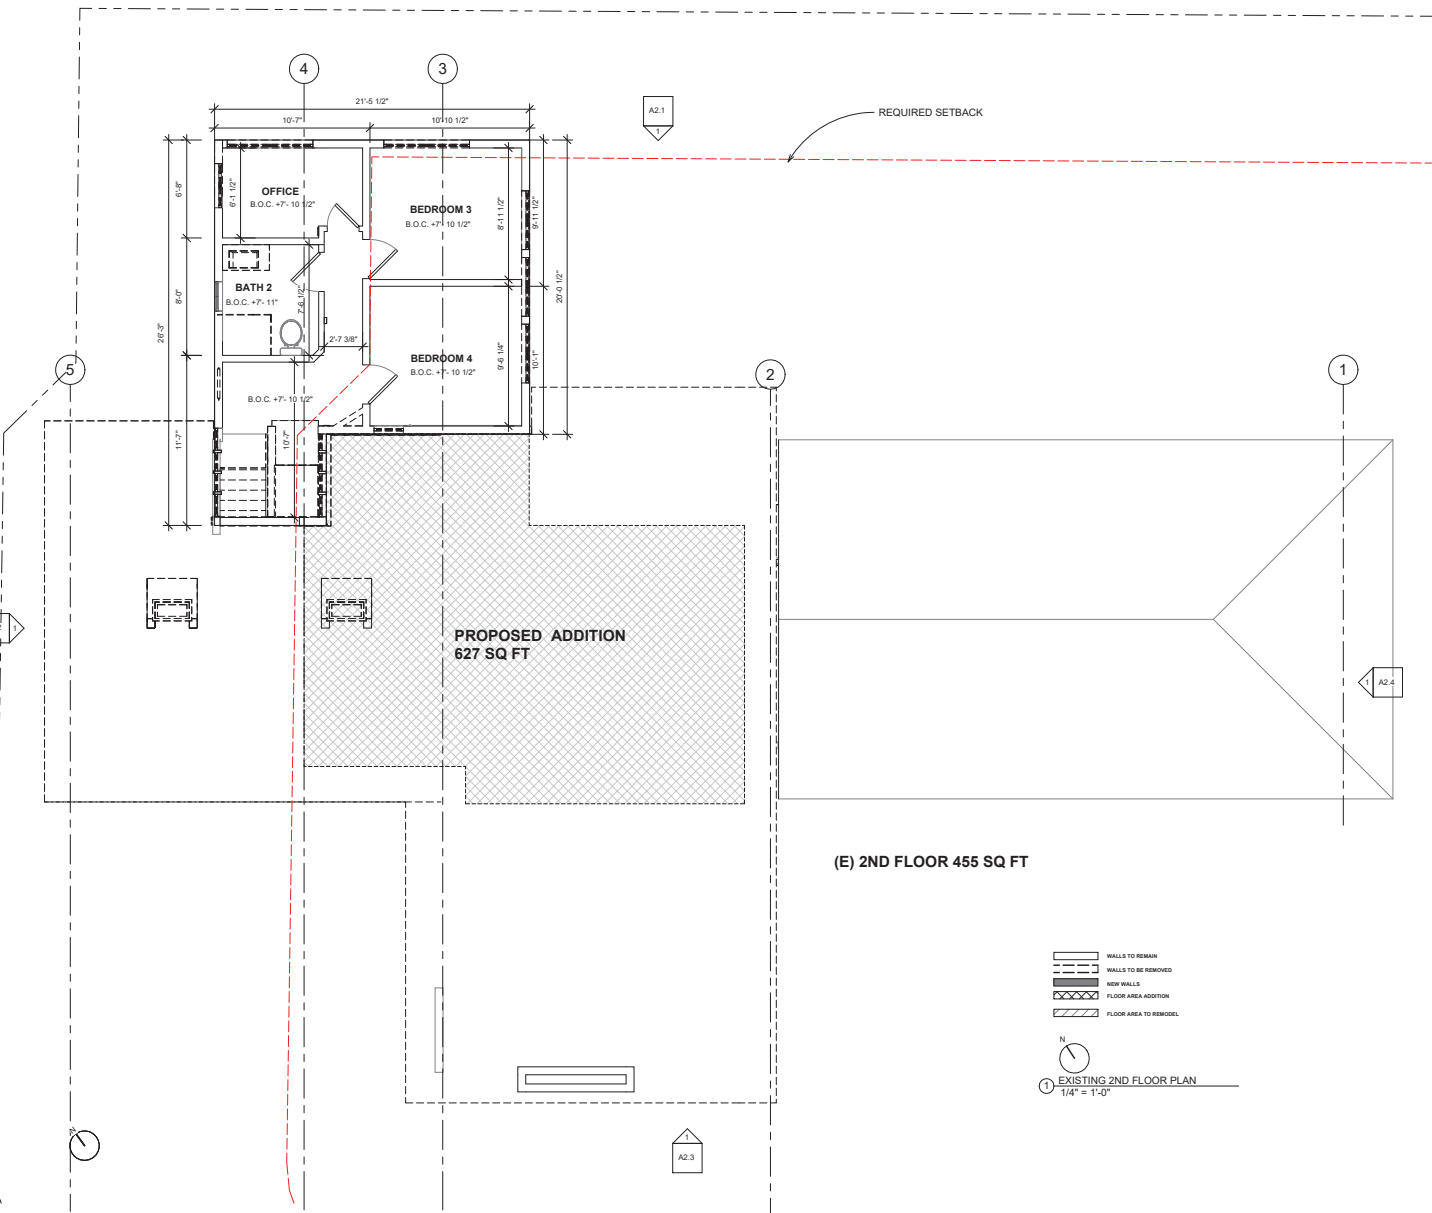 4
3
21'-5 1/2"
10'-7"
10'-10 1/2"
A2.1
1
REQUIRED SETBACK
6'-8"
6'-1 1/2"
OFFICE
B.O.C. +7'- 10 1/2"
BEDROOM 3
B.O.C. +7'- 10 1/2"
8'-11 1/2"
9'-11 1/2"
20'-0 1/2"
BATH 2
B.O.C. +7'- 11"
7'-6 1/2"
8'-0"
26'-3"
2'-7 3/8"
BEDROOM 4
B.O.C. +7'- 10 1/2"
9'-6 1/4"
10'-1"
5
2
1
B.O.C. +7'- 10 1/2"
11'-7"
10'-7"
1
PROPOSED ADDITION
627 SQ FT
1
A2.4
(E) 2ND FLOOR 455 SQ FT
WALLS TO REMAIN
WALLS TO BE REMOVED
NEW WALLS
FLOOR AREA ADDITION
FLOOR AREA TO REMODEL
N
1
EXISTING 2ND FLOOR PLAN
1/4" = 1'-0"
N
1
A2.3